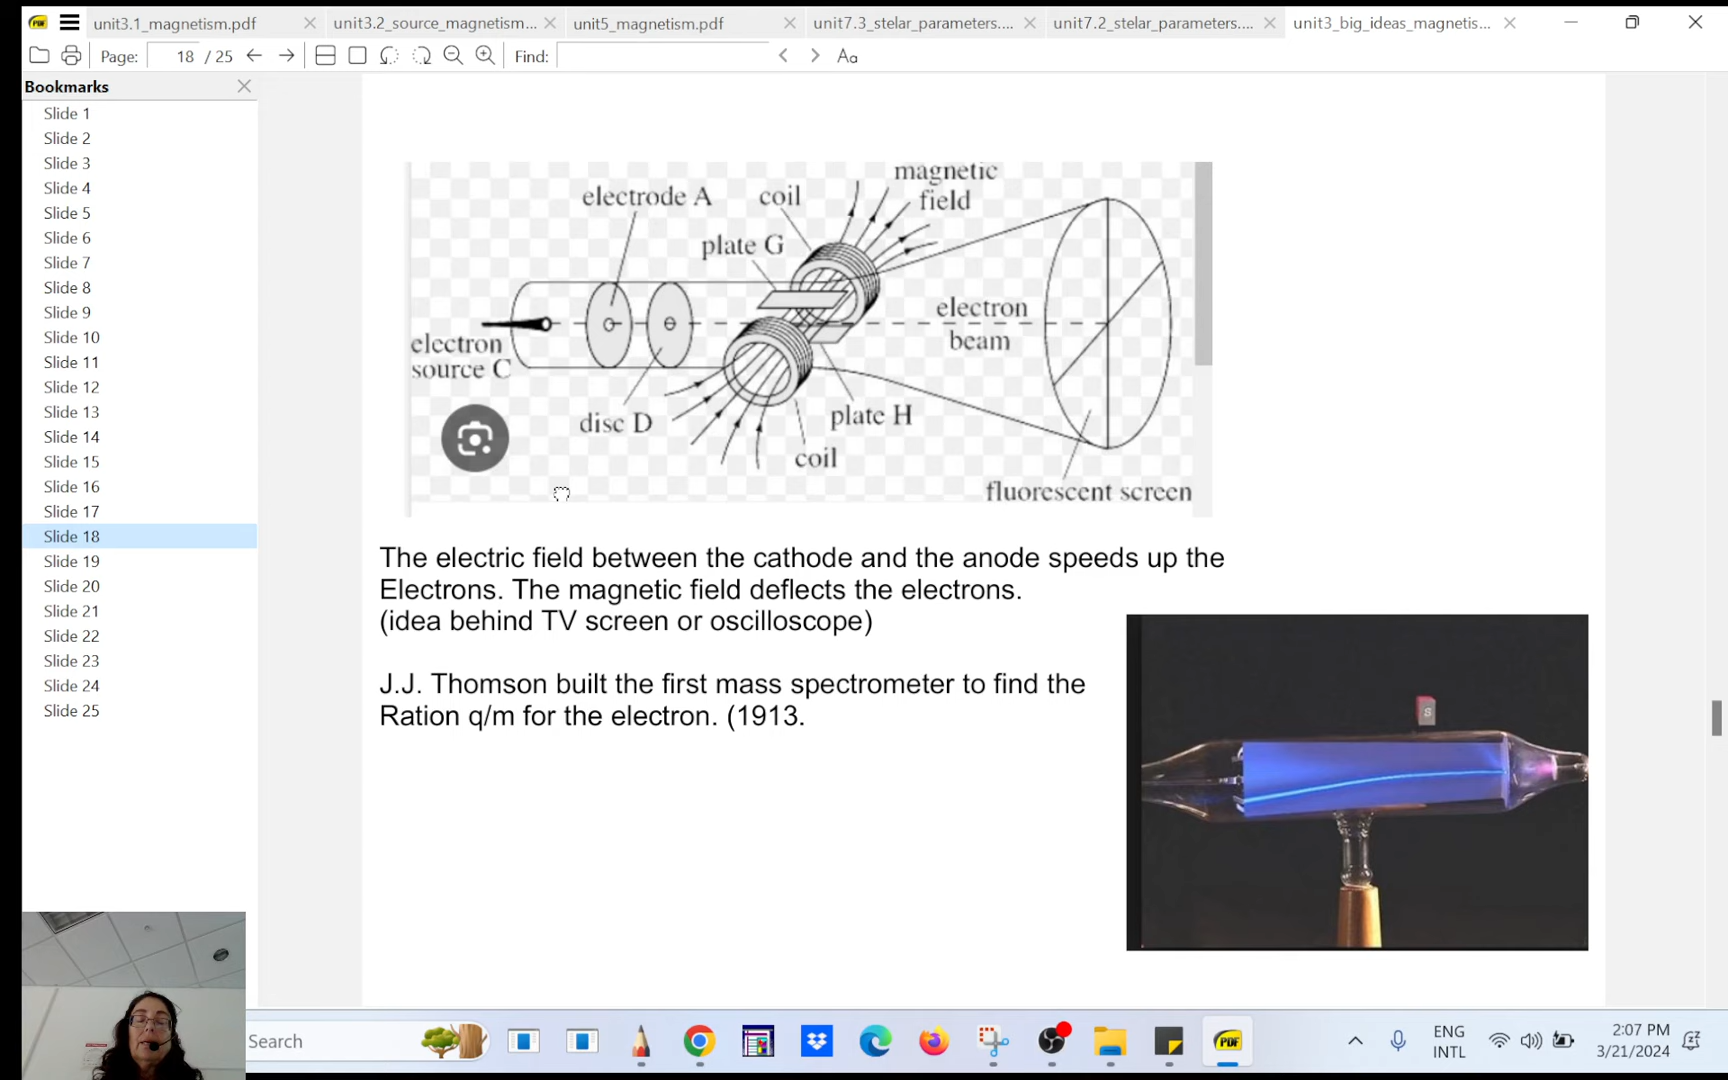 unit3.1_magnetism.pdf
unit3.2_source_magnetism...
unit5_magnetism.pdf
unit7.3_stelar_parameters....
unit7.2_stelar_parameters....
unit3_big_ideas_magnetis...
Page: 18 / 25
Find:
Aa
Bookmarks
Slide 1
Slide 2
Slide 3
Slide 4
Slide 5
Slide 6
Slide 7
Slide 8
Slide 9
Slide 10
Slide 11
Slide 12
Slide 13
Slide 14
Slide 15
Slide 16
Slide 17
Slide 18
Slide 19
Slide 20
Slide 21
Slide 22
Slide 23
Slide 24
Slide 25
electrode A
coil
magnetic
field
plate G
electron
source C
electron
beam
disc D
plate H
coil
fluorescent screen
The electric field between the cathode and the anode speeds up the
Electrons. The magnetic field deflects the electrons.
(idea behind TV screen or oscilloscope)
J.J. Thomson built the first mass spectrometer to find the
Ration q/m for the electron. (1913.
S
Search
PDF
ENG
INTL
2:07 PM
3/21/2024